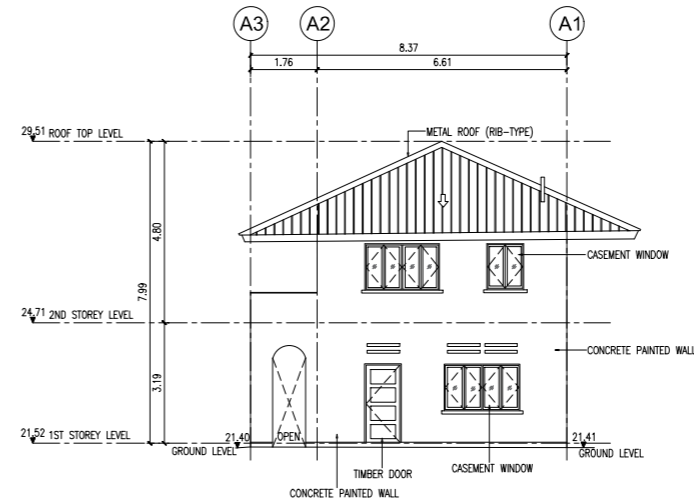 A3
A2
A1
8.37
1.76
6.61
29.51 ROOF TOP LEVEL
METAL ROOF (RIB-TYPE)
4.80
7.99
CASEMENT WINDOW
24.71 2ND STOREY LEVEL
CONCRETE PAINTED WALL
3.19
21.52 1ST STOREY LEVEL
21.40
OPEN
21.41
GROUND LEVEL
GROUND LEVEL
TIMBER DOOR
CASEMENT WINDOW
CONCRETE PAINTED WALL